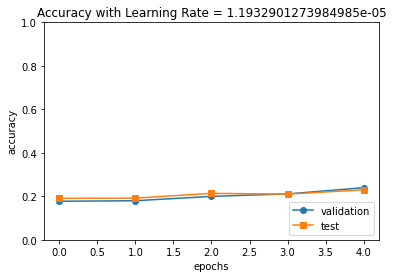 Accuracy with Learning Rate = 1.1932901273984985e-05
1.0
0.8
0.6
0.4
0.2
0.0
accuracy
0.0 0.5 1.0 1.5 2.0 2.5 3.0 3.5 4.0
epochs
validation
test